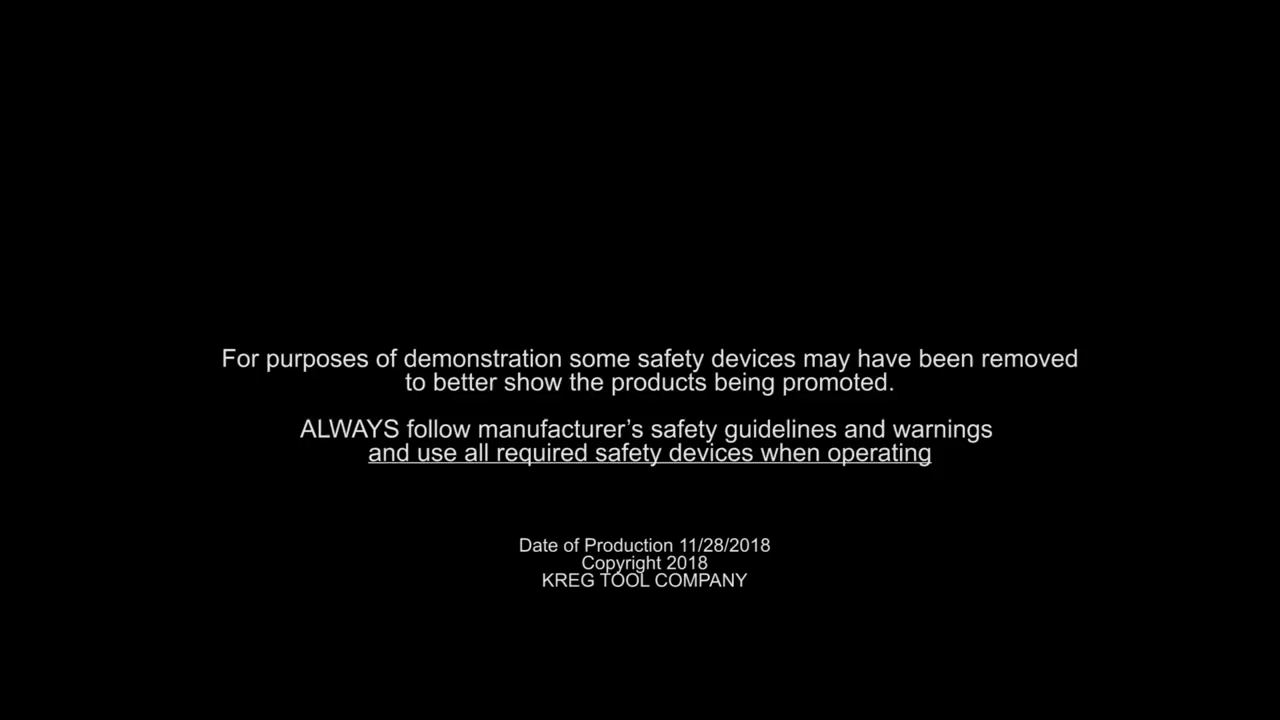 For purposes of demonstration some safety devices may have been removed
to better show the products being promoted.
ALWAYS follow manufacturer’s safety guidelines and warnings
and use all required safety devices when operating
Date of Production 11/28/2018
Copyright 2018
KREG TOOL COMPANY